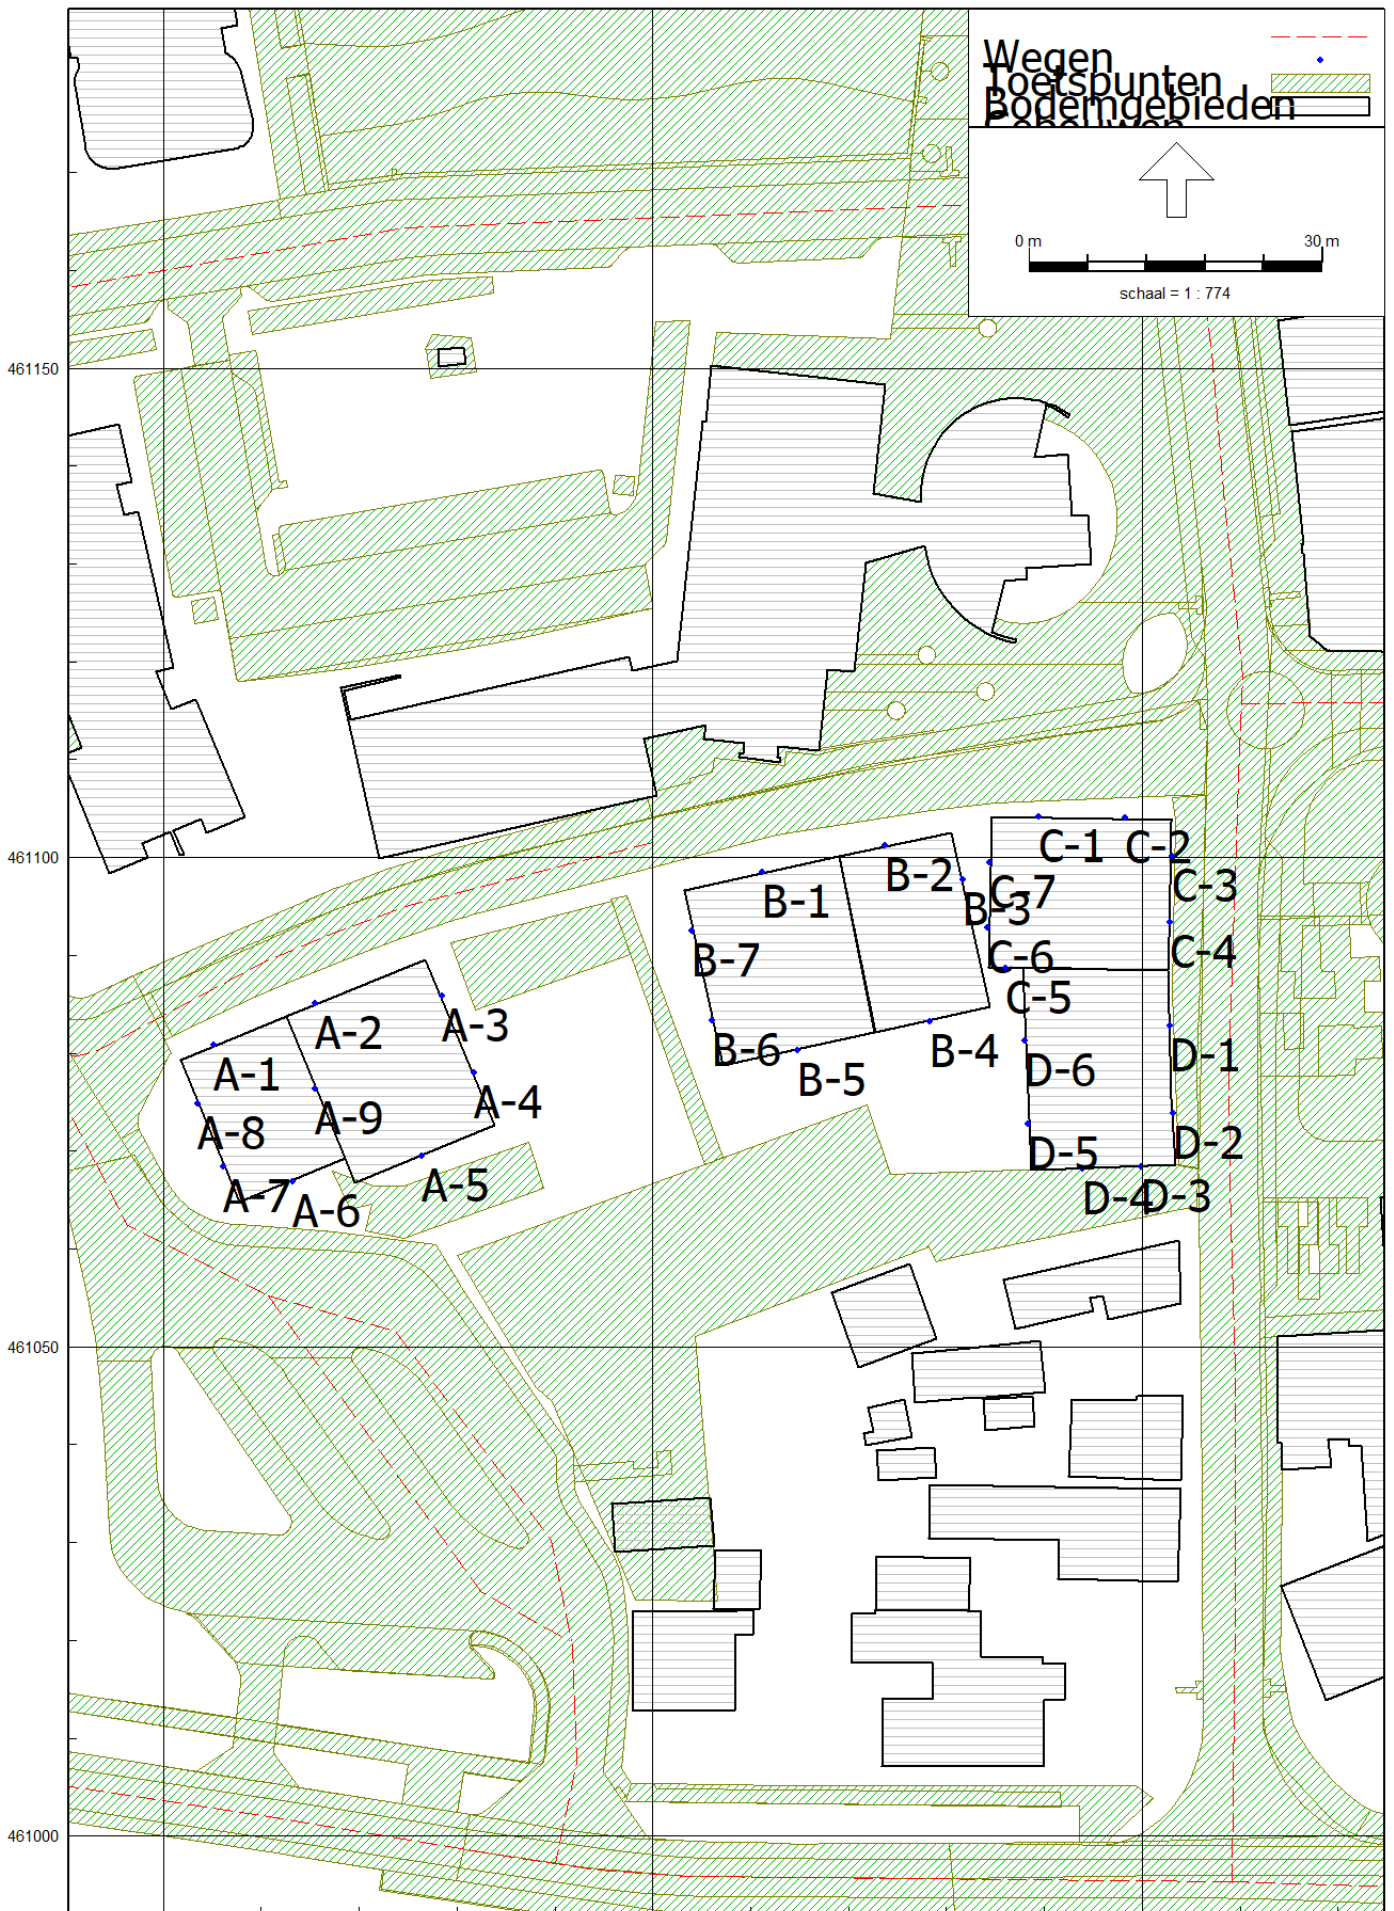 Wegen
Toetspunten
Bodemgebieden
Gebouwen
0 m 30 m
schaal = 1 : 774
461150
461100
461050
461000
C-1
C-2
B-2
C-3
C-7
B-1
B-3
C-4
B-7
C-6
C-5
A-3
A-2
B-4
B-6
D-1
A-1
D-6
B-5
A-4
A-9
A-8
D-2
D-5
A-5
A-7
D-4
D-3
A-6